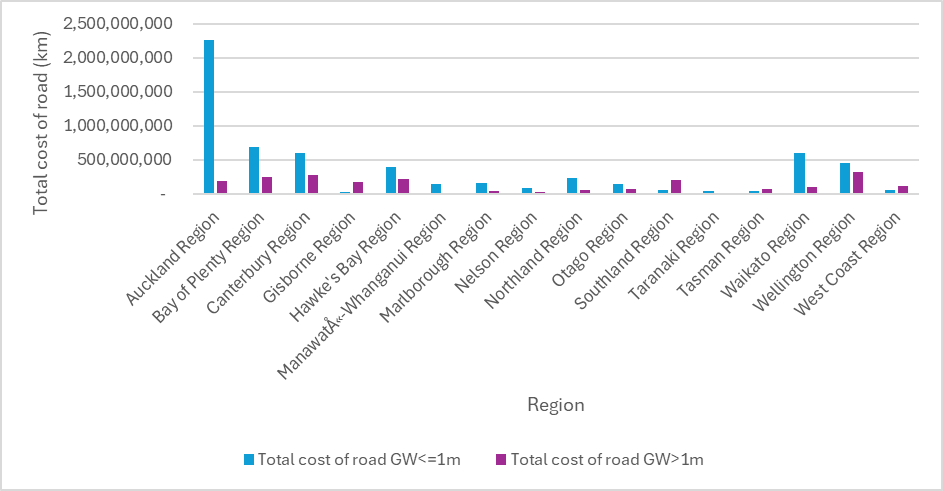 Total cost of road (km)
2,500,000,000
2,000,000,000
1,500,000,000
1,000,000,000
500,000,000
-
Auckland Region
Bay of Plenty Region
Canterbury Region
Gisborne Region
Hawke's Bay Region
ManawatÅ«-Whanganui Region
Marlborough Region
Nelson Region
Northland Region
Otago Region
Southland Region
Taranaki Region
Tasman Region
Waikato Region
Wellington Region
West Coast Region
Region
Total cost of road GW<=1m
Total cost of road GW>1m